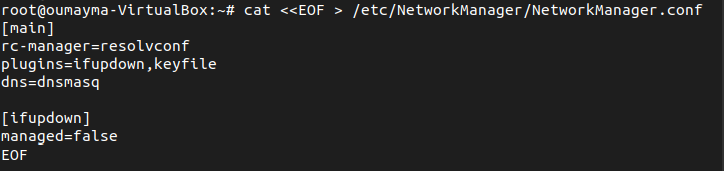 root@oumayma-VirtualBox:~# cat <<EOF > /etc/NetworkManager/NetworkManager.conf
[main]
rc-manager=resolvconf
plugins=ifupdown,keyfile
dns=dnsmasq

[ifupdown]
managed=false
EOF